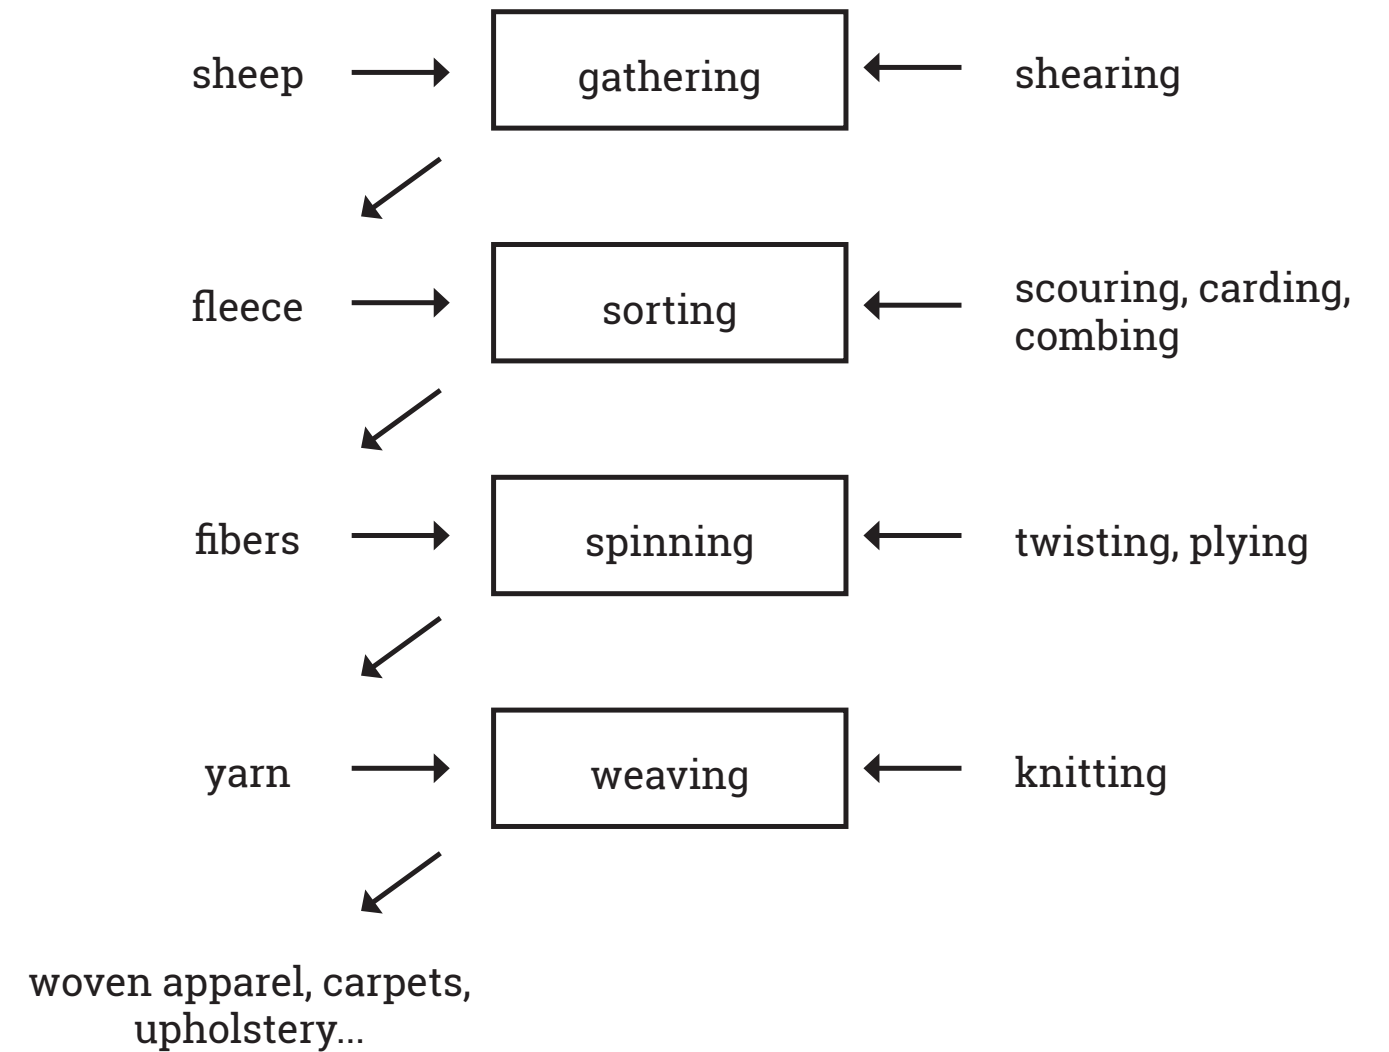 sheep
gathering
shearing
fleece
sorting
scouring, carding,
combing
fibers
spinning
twisting, plying
yarn
weaving
knitting
woven apparel, carpets,
upholstery...